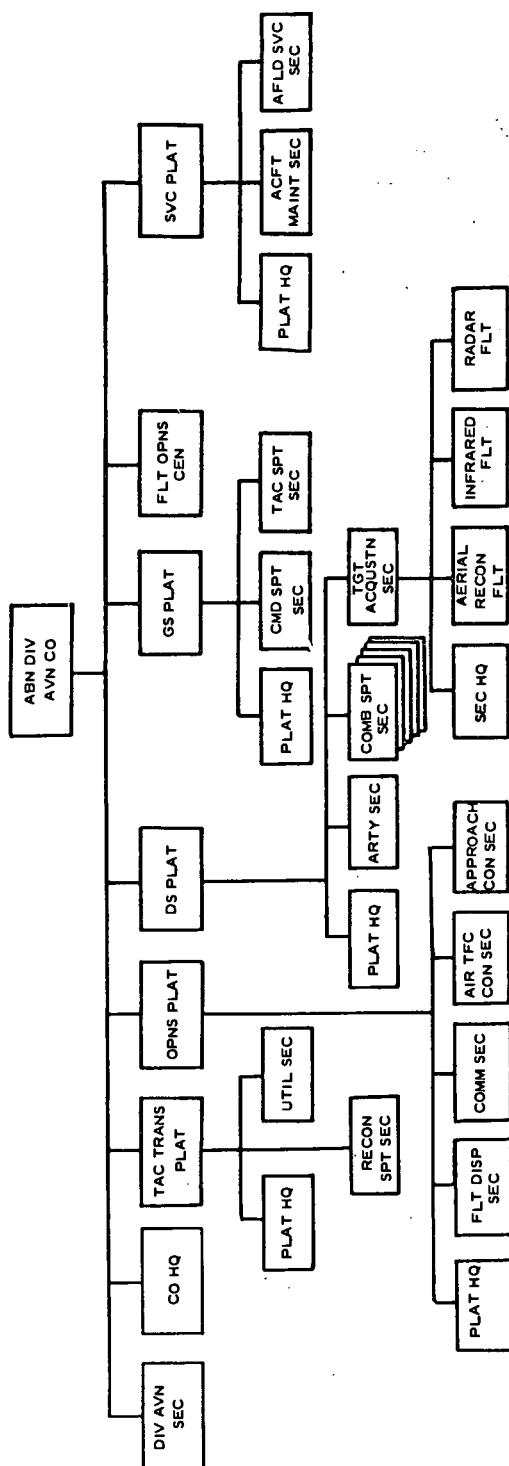 ABN DIV
AVN CO
DIV AVN
SEC
CO HQ
TAC TRANS
PLAT
OPNS PLAT
DS PLAT
GS PLAT
FLT OPNS
CEN
SVC PLAT
PLAT HQ
UTIL SEC
RECON
SPT SEC
PLAT HQ
FLT DISP
SEC
COMM SEC
AIR TFC
CON SEC
APPROACH
CON SEC
PLAT HQ
ARTY SEC
COMB SPT
SEC
TGT
ACQUSTN
SEC
SEC HQ
AERIAL
RECON
FLT
INFRARED
FLT
RADAR
FLT
PLAT HQ
CMD SPT
SEC
TAC SPT
SEC
PLAT HQ
ACFT
MAINT SEC
AFLD SVC
SEC